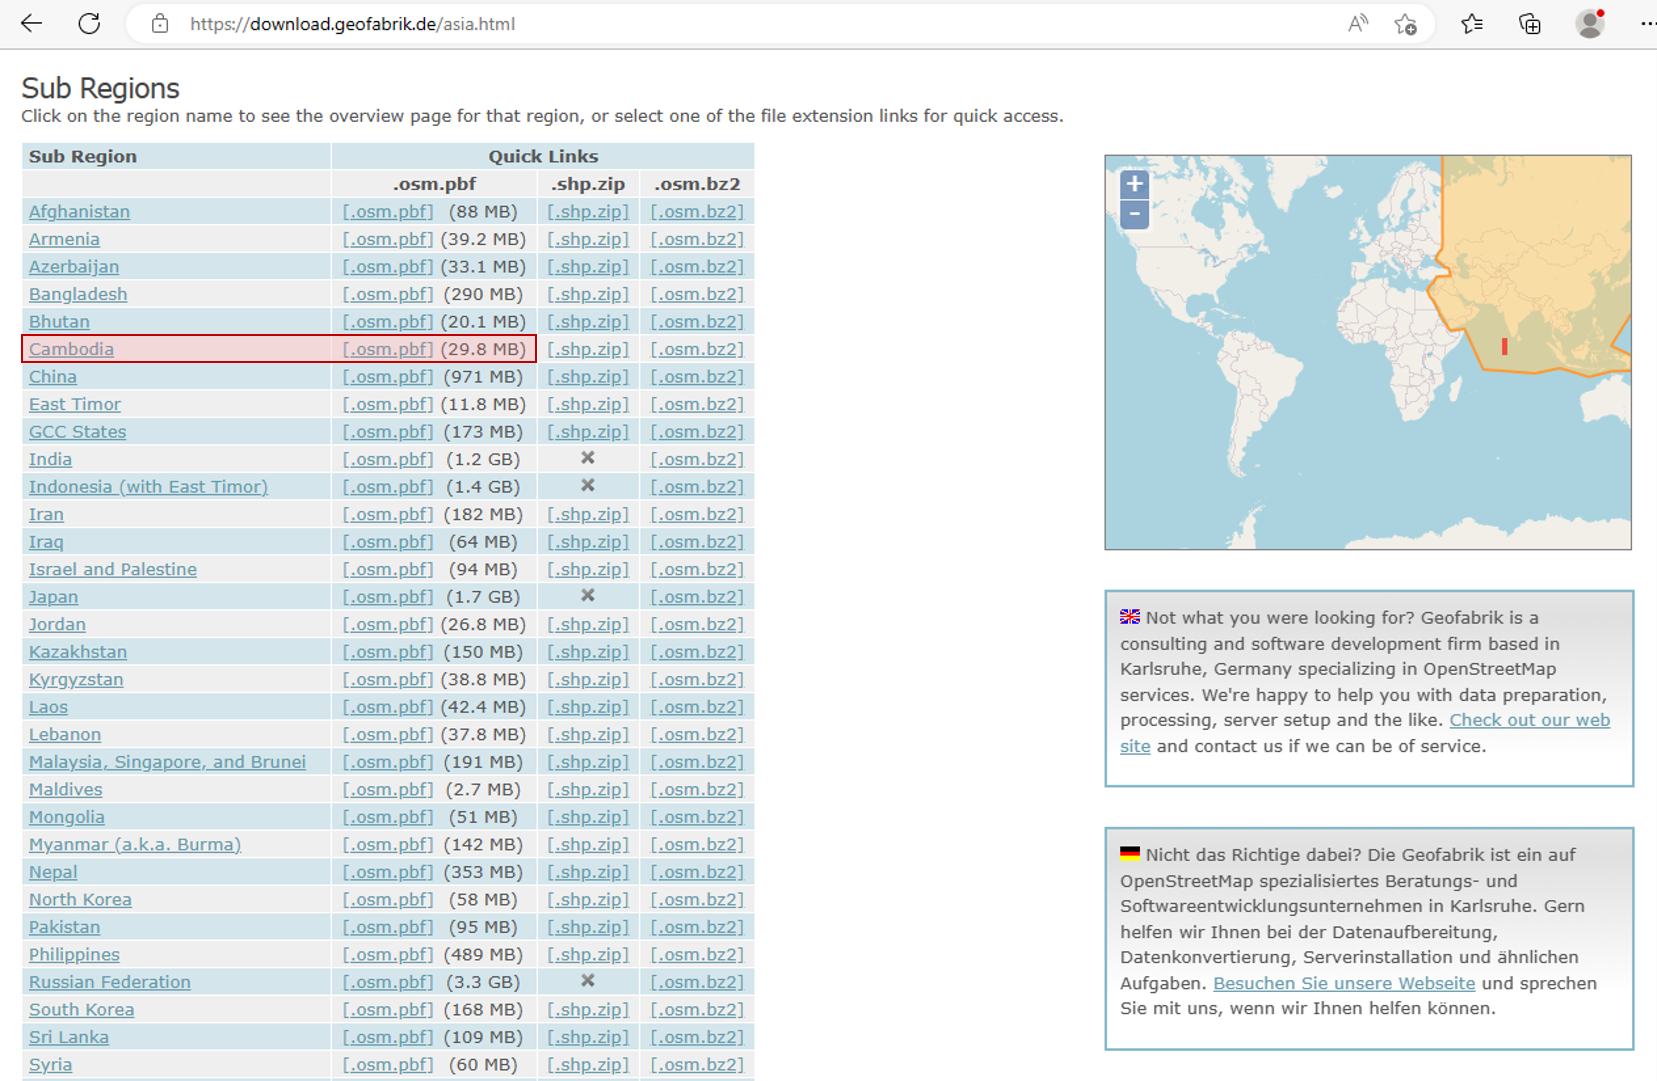 https://download.geofabrik.de/asia.html
Sub Regions
Click on the region name to see the overview page for that region, or select one of the file extension links for quick access.
Sub Region Quick Links
.osm.pbf .shp.zip .osm.bz2
Afghanistan [.osm.pbf] (88 MB) [.shp.zip] [.osm.bz2]
Armenia [.osm.pbf] (39.2 MB) [.shp.zip] [.osm.bz2]
Azerbaijan [.osm.pbf] (33.1 MB) [.shp.zip] [.osm.bz2]
Bangladesh [.osm.pbf] (290 MB) [.shp.zip] [.osm.bz2]
Bhutan [.osm.pbf] (20.1 MB) [.shp.zip] [.osm.bz2]
Cambodia [.osm.pbf] (29.8 MB) [.shp.zip] [.osm.bz2]
China [.osm.pbf] (971 MB) [.shp.zip] [.osm.bz2]
East Timor [.osm.pbf] (11.8 MB) [.shp.zip] [.osm.bz2]
GCC States [.osm.pbf] (173 MB) [.shp.zip] [.osm.bz2]
India [.osm.pbf] (1.2 GB) ✖ [.osm.bz2]
Indonesia (with East Timor) [.osm.pbf] (1.4 GB) ✖ [.osm.bz2]
Iran [.osm.pbf] (182 MB) [.shp.zip] [.osm.bz2]
Iraq [.osm.pbf] (64 MB) [.shp.zip] [.osm.bz2]
Israel and Palestine [.osm.pbf] (94 MB) [.shp.zip] [.osm.bz2]
Japan [.osm.pbf] (1.7 GB) ✖ [.osm.bz2]
Jordan [.osm.pbf] (26.8 MB) [.shp.zip] [.osm.bz2]
Kazakhstan [.osm.pbf] (150 MB) [.shp.zip] [.osm.bz2]
Kyrgyzstan [.osm.pbf] (38.8 MB) [.shp.zip] [.osm.bz2]
Laos [.osm.pbf] (42.4 MB) [.shp.zip] [.osm.bz2]
Lebanon [.osm.pbf] (37.8 MB) [.shp.zip] [.osm.bz2]
Malaysia, Singapore, and Brunei [.osm.pbf] (191 MB) [.shp.zip] [.osm.bz2]
Maldives [.osm.pbf] (2.7 MB) [.shp.zip] [.osm.bz2]
Mongolia [.osm.pbf] (51 MB) [.shp.zip] [.osm.bz2]
Myanmar (a.k.a. Burma) [.osm.pbf] (142 MB) [.shp.zip] [.osm.bz2]
Nepal [.osm.pbf] (353 MB) [.shp.zip] [.osm.bz2]
North Korea [.osm.pbf] (58 MB) [.shp.zip] [.osm.bz2]
Pakistan [.osm.pbf] (95 MB) [.shp.zip] [.osm.bz2]
Philippines [.osm.pbf] (489 MB) [.shp.zip] [.osm.bz2]
Russian Federation [.osm.pbf] (3.3 GB) ✖ [.osm.bz2]
South Korea [.osm.pbf] (168 MB) [.shp.zip] [.osm.bz2]
Sri Lanka [.osm.pbf] (109 MB) [.shp.zip] [.osm.bz2]
Syria [.osm.pbf] (60 MB) [.shp.zip] [.osm.bz2]
+
-
Not what you were looking for? Geofabrik is a
consulting and software development firm based in
Karlsruhe, Germany specializing in OpenStreetMap
services. We're happy to help you with data preparation,
processing, server setup and the like. Check out our web
site and contact us if we can be of service.
Nicht das Richtige dabei? Die Geofabrik ist ein auf
OpenStreetMap spezialisiertes Beratungs- und
Softwareentwicklungsunternehmen in Karlsruhe. Gern
helfen wir Ihnen bei der Datenaufbereitung,
Datenkonvertierung, Serverinstallation und ähnlichen
Aufgaben. Besuchen Sie unsere Webseite und sprechen
Sie mit uns, wenn wir Ihnen helfen können.